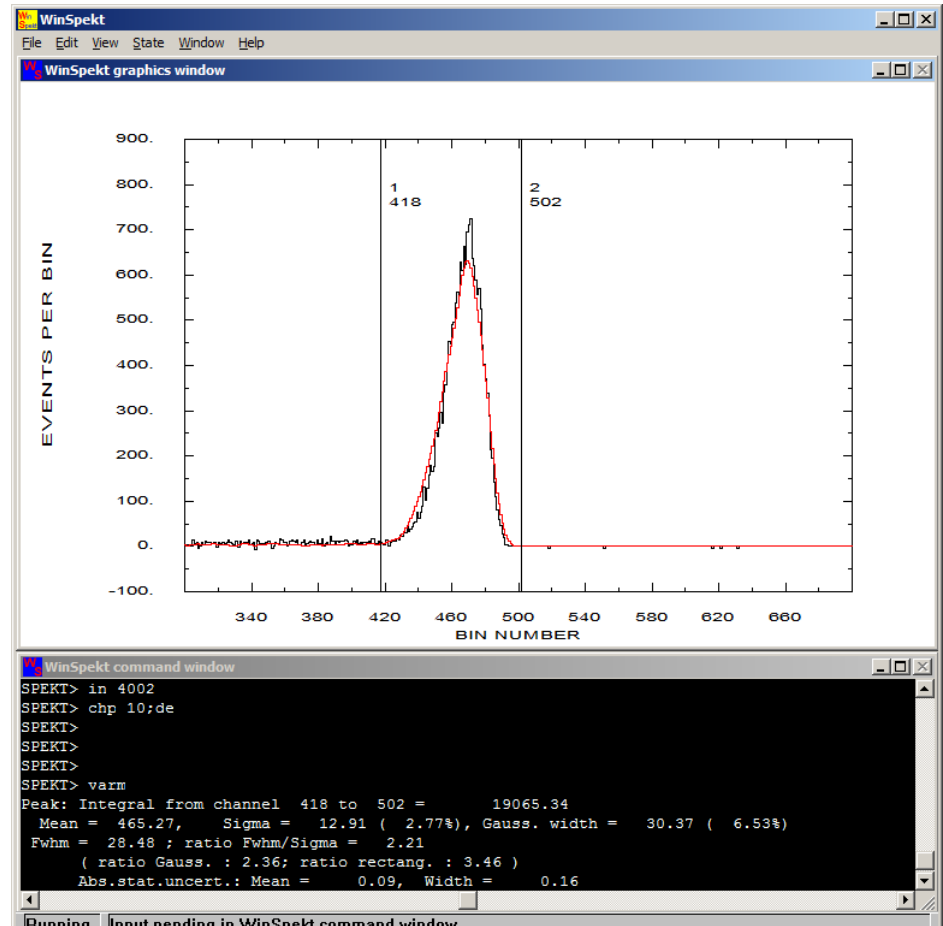 WinSpekt
File Edit View State Window Help
WinSpekt graphics window
900.
800.
700.
600.
500.
400.
300.
200.
100.
0.
-100.
EVENTS PER BIN
1
418
2
502
340 380 420 460 500 540 580 620 660
BIN NUMBER
WinSpekt command window
SPEKT> in 4002
SPEKT> chp 10;de
SPEKT>
SPEKT>
SPEKT>
SPEKT> varm
Peak: Integral from channel 418 to 502 = 19065.34
Mean = 465.27, Sigma = 12.91 ( 2.77%), Gauss. width = 30.37 ( 6.53%)
Fwhm = 28.48 ; ratio Fwhm/Sigma = 2.21
( ratio Gauss. : 2.36; ratio rectang. : 3.46 )
Abs.stat.uncert.: Mean = 0.09, Width = 0.16
Running Input pending in WinSpekt command window